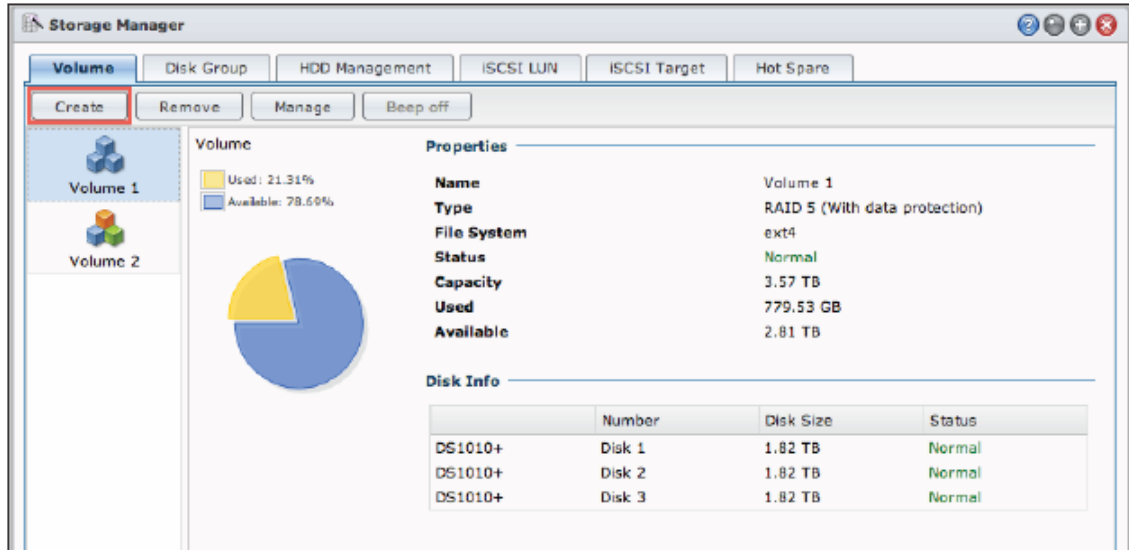 Storage Manager
Volume Disk Group HDD Management iSCSI LUN iSCSI Target Hot Spare
Create Remove Manage Beep off
Volume 1
Volume 2
Volume
Used: 21.31%
Available: 78.69%
Properties
Name Volume 1
Type RAID 5 (With data protection)
File System ext4
Status Normal
Capacity 3.57 TB
Used 779.53 GB
Available 2.81 TB
Disk Info
Number Disk Size Status
DS1010+ Disk 1 1.82 TB Normal
DS1010+ Disk 2 1.82 TB Normal
DS1010+ Disk 3 1.82 TB Normal